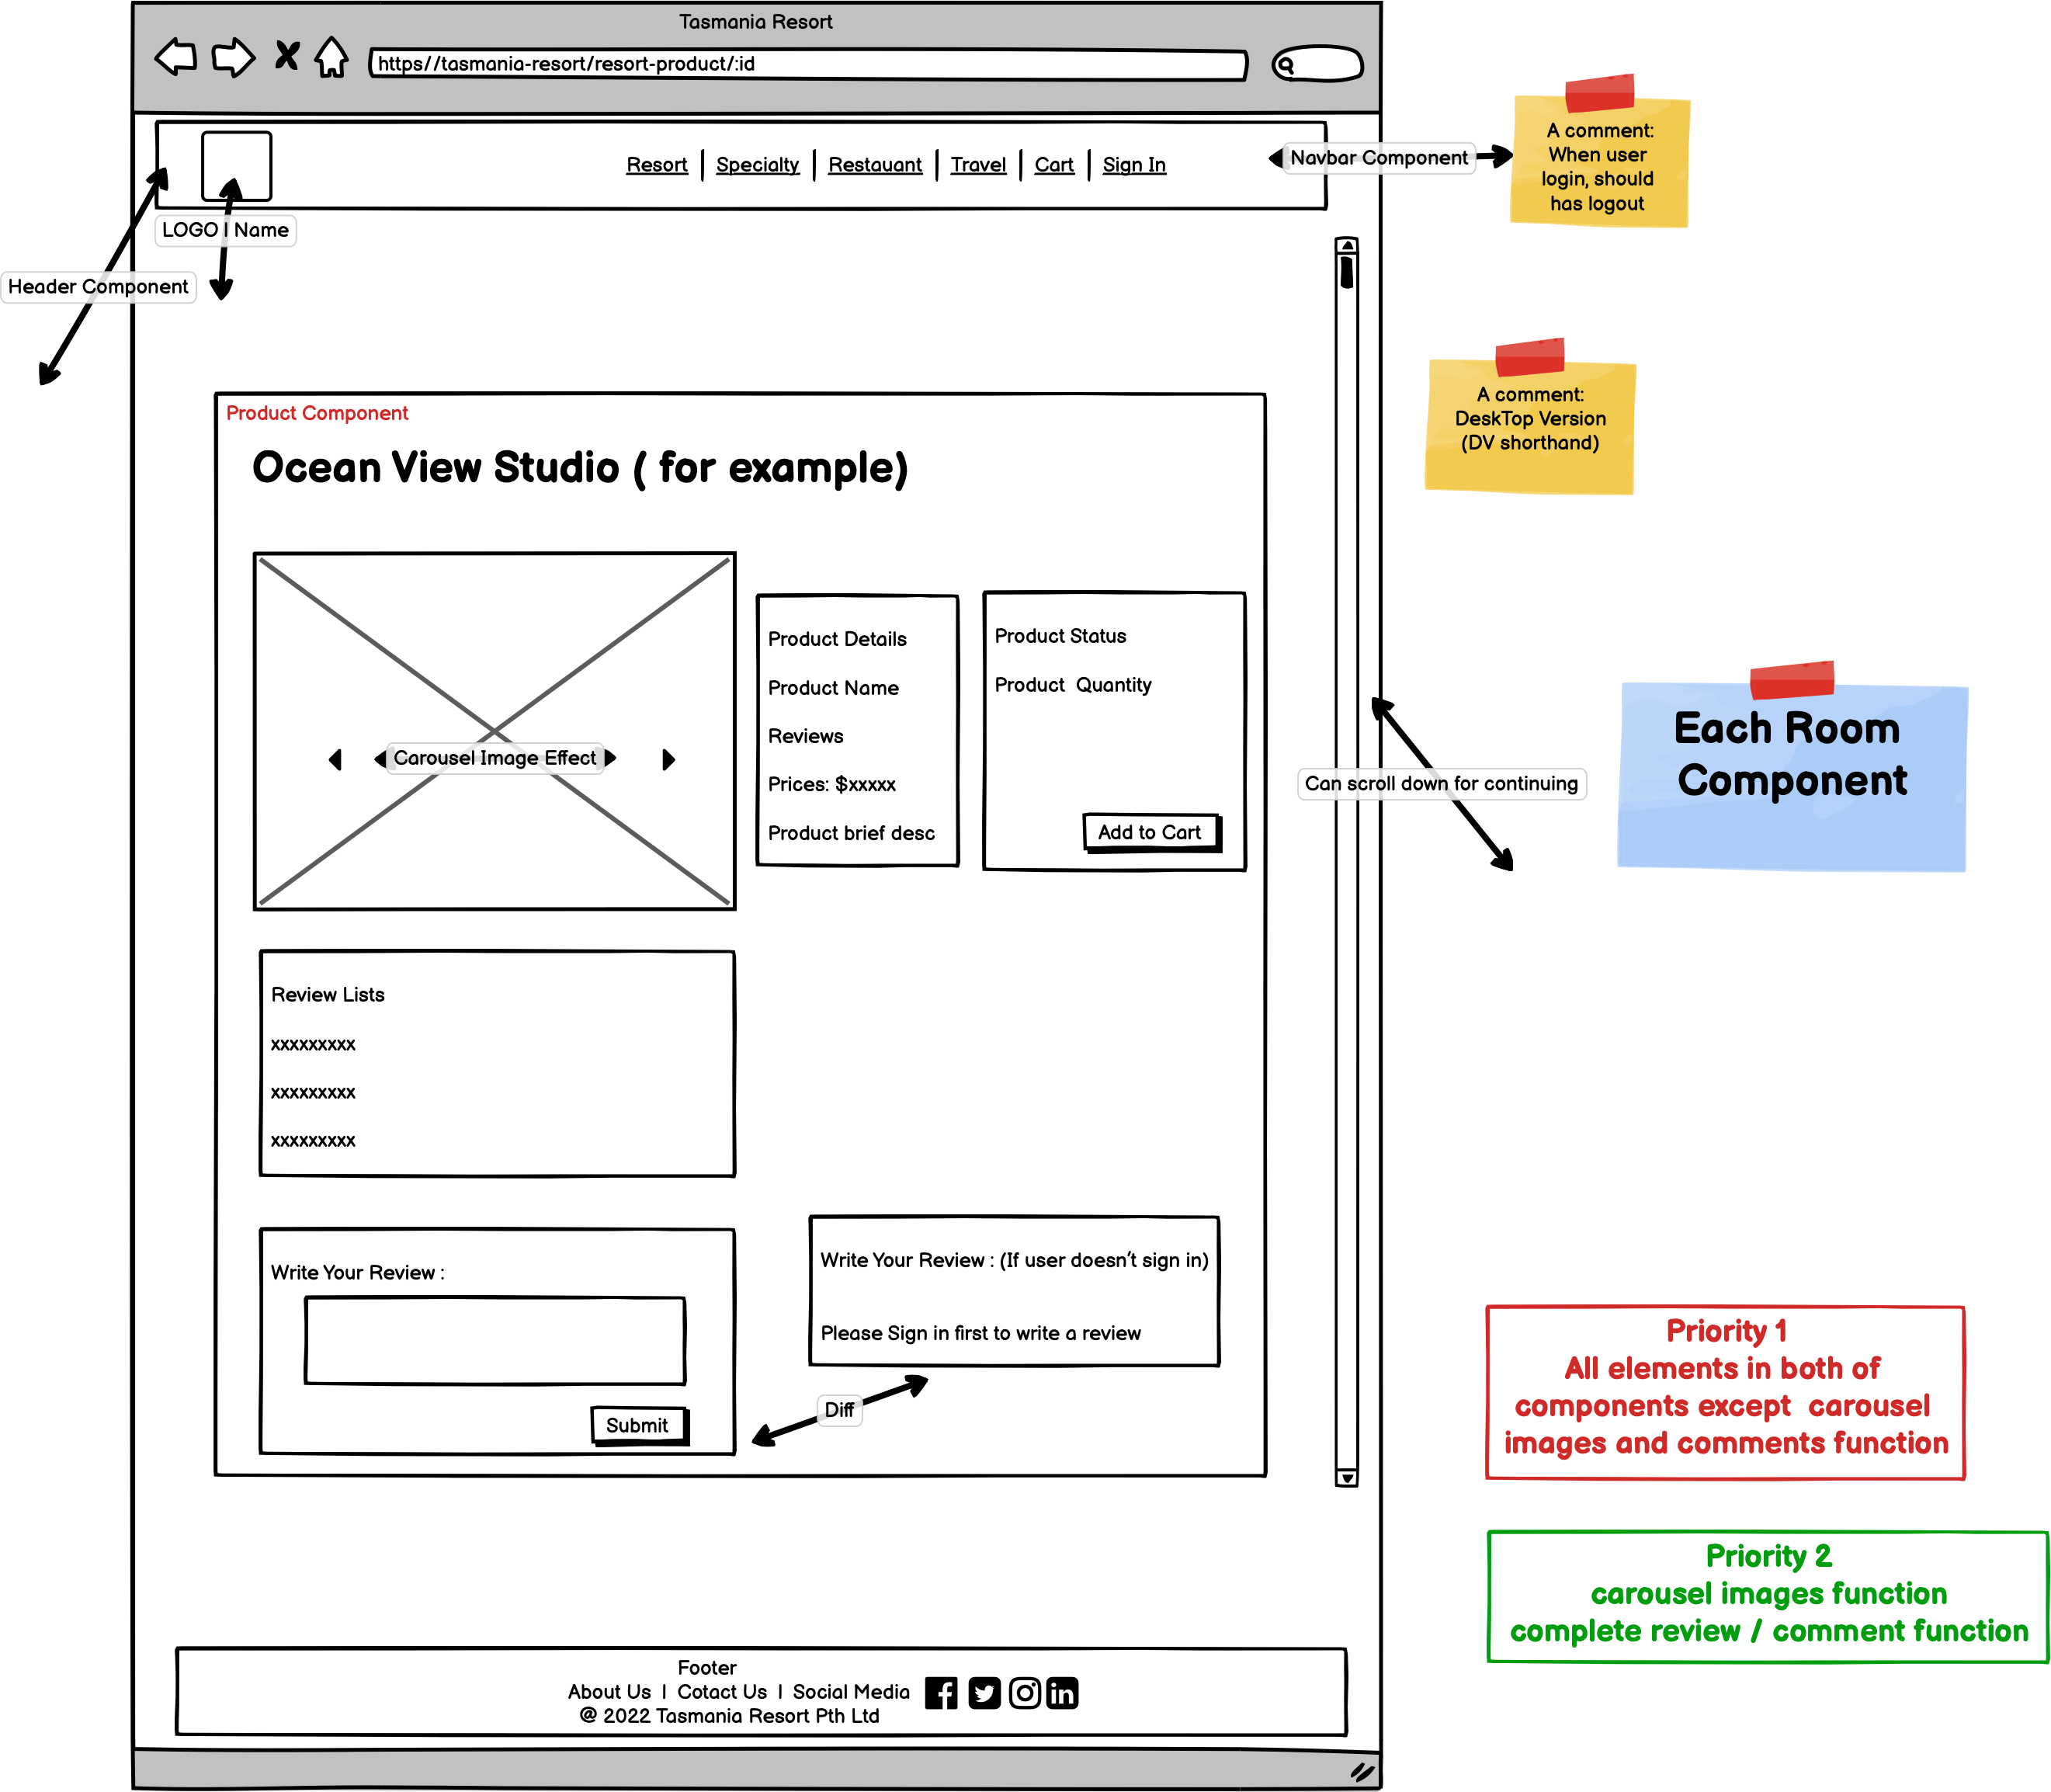 Tasmania Resort
https//tasmania-resort/resort-product/:id
Resort | Specialty | Restauant | Travel | Cart | Sign In
Navbar Component
A comment:
When user
login, should
has logout
LOGO | Name
Header Component
A comment:
DeskTop Version
(DV shorthand)
Product Component
Ocean View Studio ( for example)
Carousel Image Effect
Product Details
Product Name
Reviews
Prices: $xxxxx
Product brief desc
Product Status
Product  Quantity
Add to Cart
Can scroll down for continuing
Each Room
Component
Review Lists
xxxxxxxxx
xxxxxxxxx
xxxxxxxxx
Write Your Review :
Submit
Write Your Review : (If user doesn't sign in)
Please Sign in first to write a review
Diff
Priority 1
All elements in both of
components except  carousel
images and comments function
Priority 2
carousel images function
complete review / comment function
Footer
About Us | Cotact Us | Social Media
@ 2022 Tasmania Resort Pth Ltd